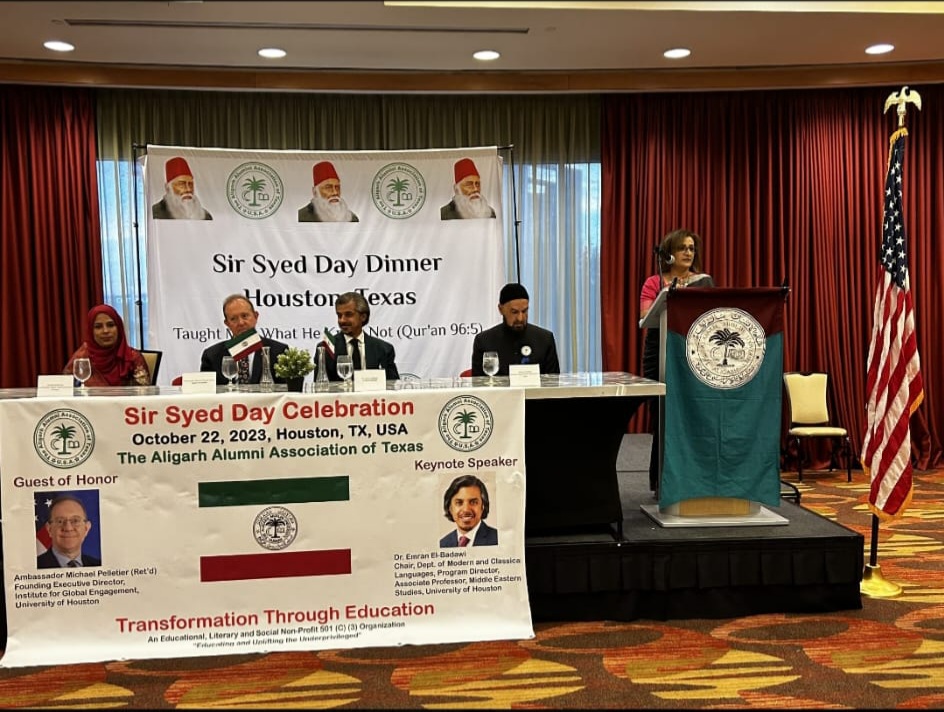 Sir Syed Day Dinner
Houston, Texas
Taught What He Not (Qur'an 96:5)
Sir Syed Day Celebration
October 22, 2023, Houston, TX, USA
The Aligarh Alumni Association of Texas
Guest of Honor
Ambassador Michael Pelletier (Ret'd)
Founding Executive Director,
Institute for Global Engagement,
University of Houston
Keynote Speaker
Dr. Emran El-Badawi
Chair, Dept. of Modern and Classica
Languages, Program Director,
Associate Professor, Middle Eastern
Studies, University of Houston
Transformation Through Education
An Educational, Literary and Social Non-Profit 501 (C) (3) Organization
"Educating and Uplifting the Underprivileged"